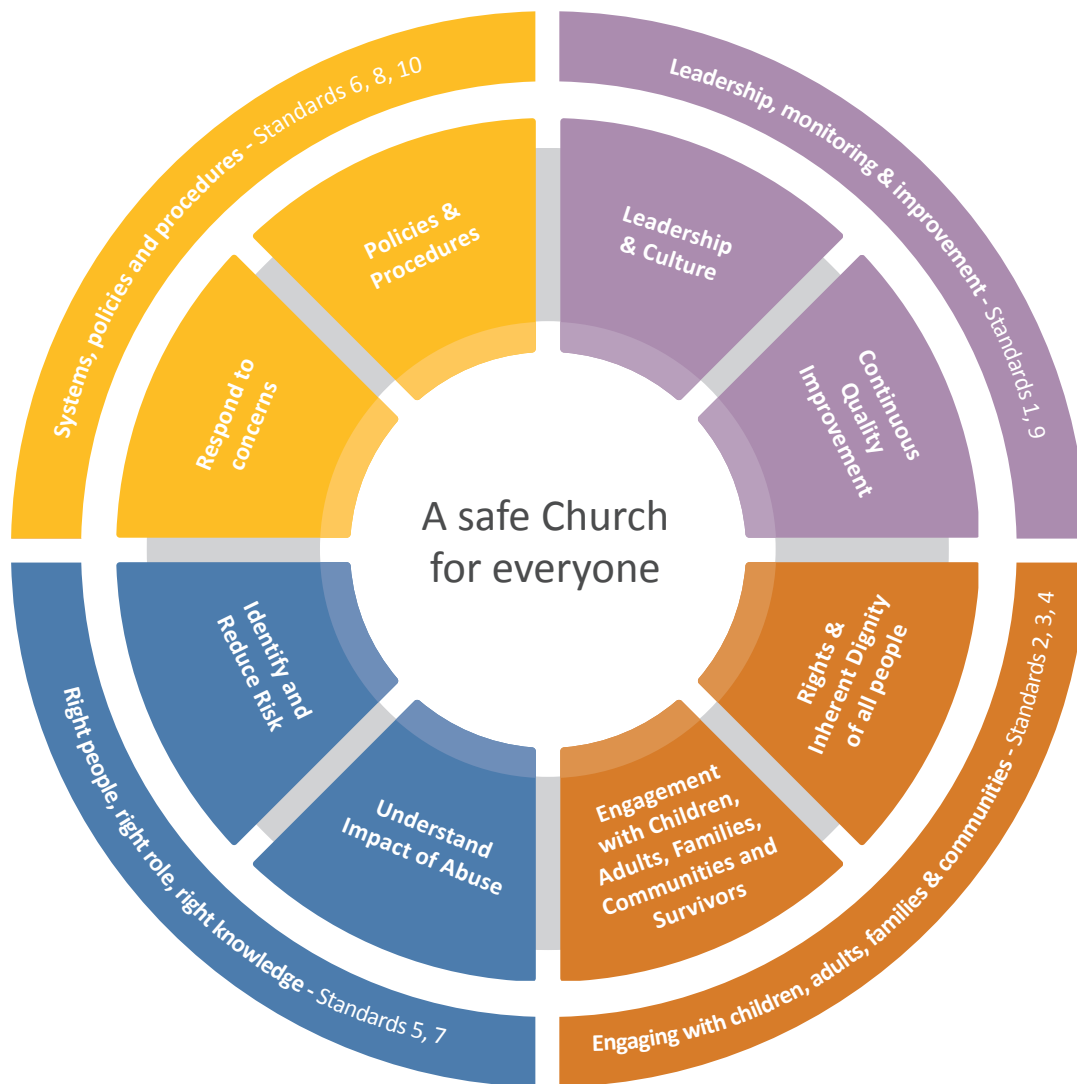 Systems, policies and procedures - Standards 6, 8, 10
Leadership, monitoring & improvement - Standards 1, 9
Policies &
Procedures
Leadership
& Culture
Respond to
concerns
Continuous
Quality
Improvement
A safe Church
for everyone
Identify and
Reduce Risk
Rights &
Inherent Dignity
of all people
Understand
Impact of Abuse
Engagement
with Children,
Adults, Families,
Communities and
Survivors
Right people, right role, right knowledge - Standards 5, 7
Engaging with children, adults, families & communities - Standards 2, 3, 4